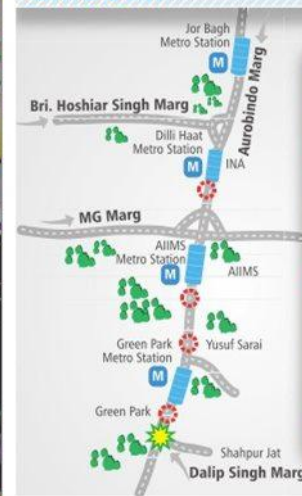 Jor Bagh
Metro Station
M
Aurobindo Marg
Bri. Hoshiar Singh Marg
Dilli Haat
Metro Station
M
INA
MG Marg
AIIMS
Metro Station
M
AIIMS
Green Park
Metro Station
Yusuf Sarai
M
Green Park
Shahpur Jat
Dalip Singh Marg